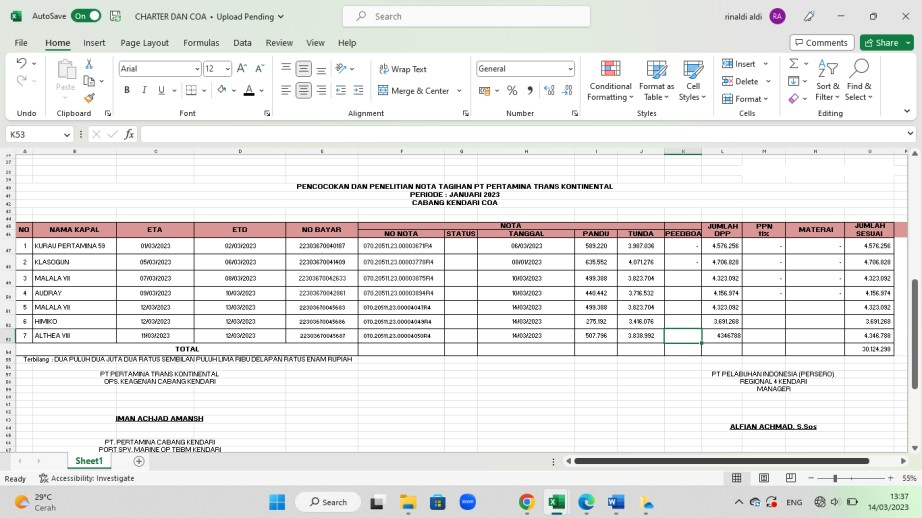 AutoSave On CHARTER DAN COA • Upload Pending Search rinaldi aldi RA
File Home Insert Page Layout Formulas Data Review View Help Comments Share
Paste Arial 12 Wrap Text General Conditional Formatting Format as Table Cell Styles Insert Sort & Filter Find & Select
B I U Merge & Center Delete
Format
Undo Clipboard Font Alignment Number Styles Cells Editing
K53 fx
PENCOCOKAN DAN PENELITIAN NOTA TAGIHAN PT PERTAMINA TRANS KONTINENTAL
PERIODE : JANUARI 2023
CABANG KENDARI COA
NO NAMA KAPAL ETA ETD NO BAYAR NOTA JUMLAH DPP PPN 11% MATERAI JUMLAH SESUAI
NO NOTA STATUS TANGGAL PANDU TUNDA PEEDBOA
1 KURAU PERTAMINA 59 01/03/2023 02/03/2023 22303670040187 070.20511.23.00003671R4 06/03/2023 589.220 3.987.036 - 4.576.256 - - 4.576.256
2 KLASOGUN 05/03/2023 06/03/2023 22303670041409 070.20511.23.00003778R4 08/01/2023 635.552 4.071.276 - 4.706.828 - - 4.706.828
3 MALALA VII 07/03/2023 08/03/2023 22303670042633 070.20511.23.00003875R4 10/03/2023 499.388 3.823.704 4.323.092 - - 4.323.092
4 AUDRAY 09/03/2023 10/03/2023 22303670042861 070.20511.23.00003894R4 10/03/2023 440.442 3.716.532 4.156.974 - - 4.156.974
5 MALALA VII 12/03/2023 13/03/2023 22303670045683 070.20511.23.00004047R4 14/03/2023 499.388 3.823.704 4.323.092 4.323.092
6 HIMIKO 12/03/2023 12/03/2023 22303670045686 070.20511.23.00004049R4 14/03/2023 275.192 3.416.076 3.691.268 3.691.268
7 ALTHEA VIII 11/03/2023 12/03/2023 22303670045687 070.20511.23.00004050R4 14/03/2023 507.796 3.838.992 4346788 4.346.788
TOTAL 30.124.298
Terbilang : DUA PULUH DUA JUTA DUA RATUS SEMBILAN PULUH LIMA RIBU DELAPAN RATUS ENAM RUPIAH
PT PERTAMINA TRANS KONTINENTAL PT PELABUHAN INDONESIA (PERSERO)
OPS. KEAGENAN CABANG KENDARI REGIONAL 4 KENDARI
MANAGER
IMAN ACHJAD AMANSH
ALFIAN ACHMAD, S.Sos
PT. PERTAMINA CABANG KENDARI
PORT SPV. MARINE OP TBBM KENDARI
Sheet1
Ready Accessibility: Investigate 55%
29°C
Cerah
Search ENG 13:37
14/03/2023